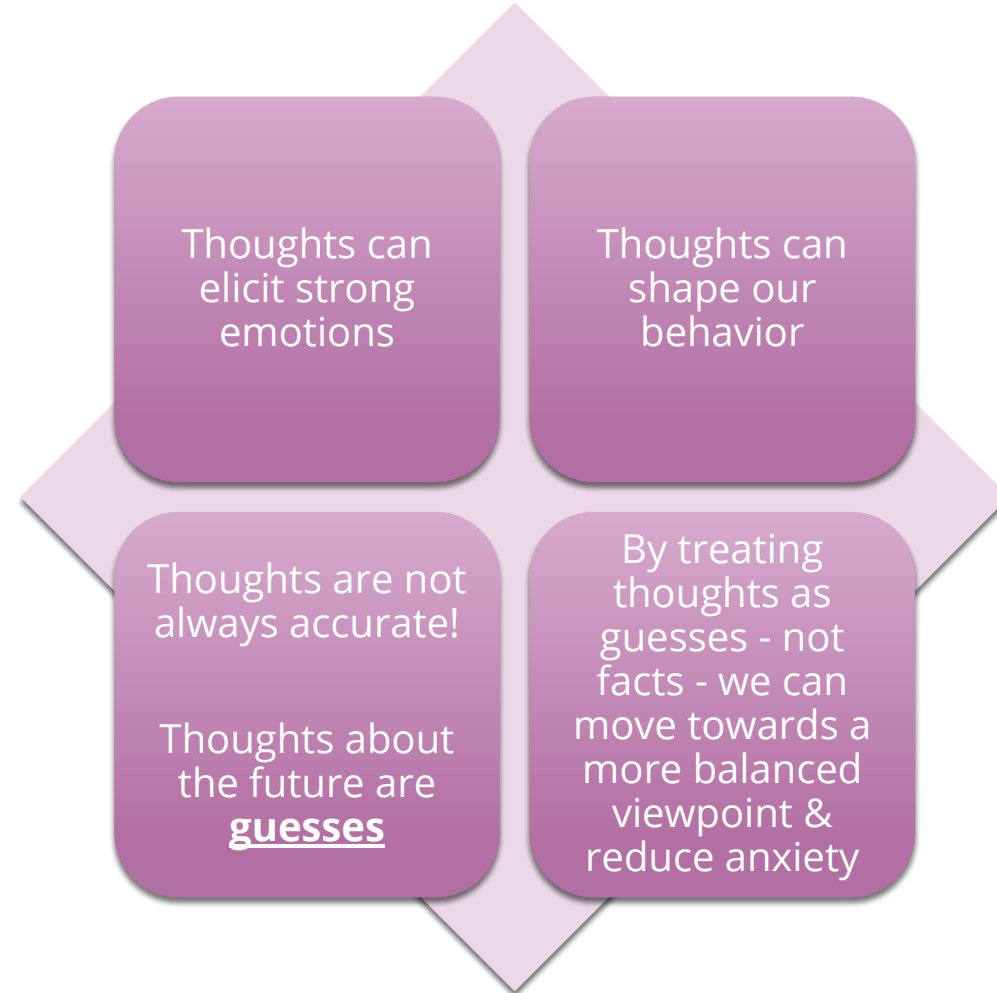 Thoughts can
elicit strong
emotions
Thoughts can
shape our
behavior
Thoughts are not
always accurate!
Thoughts about
the future are
guesses
By treating
thoughts as
guesses - not
facts - we can
move towards a
more balanced
viewpoint &
reduce anxiety